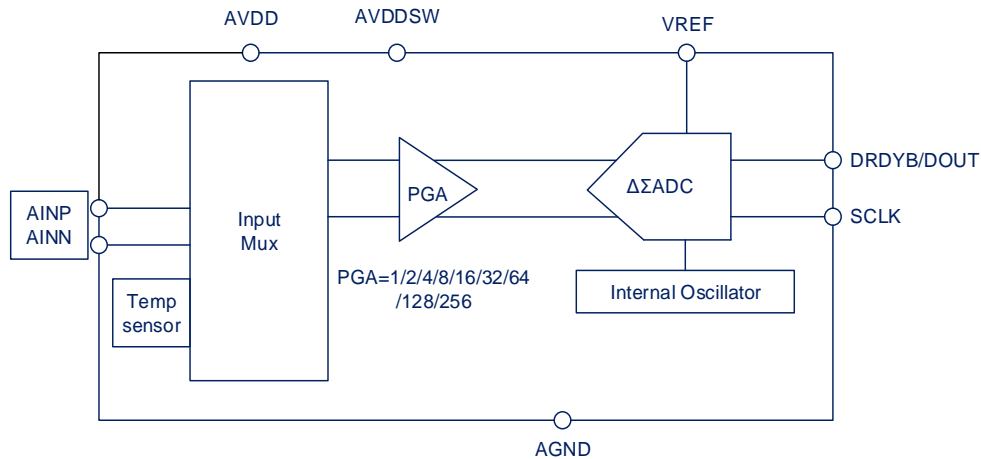 AVDD
AVDDSW
VREF
DRDYB/DOUT
AINP
AINN
Input
Mux
PGA
ΔΣADC
SCLK
PGA=1/2/4/8/16/32/64
/128/256
Internal Oscillator
Temp
sensor
AGND